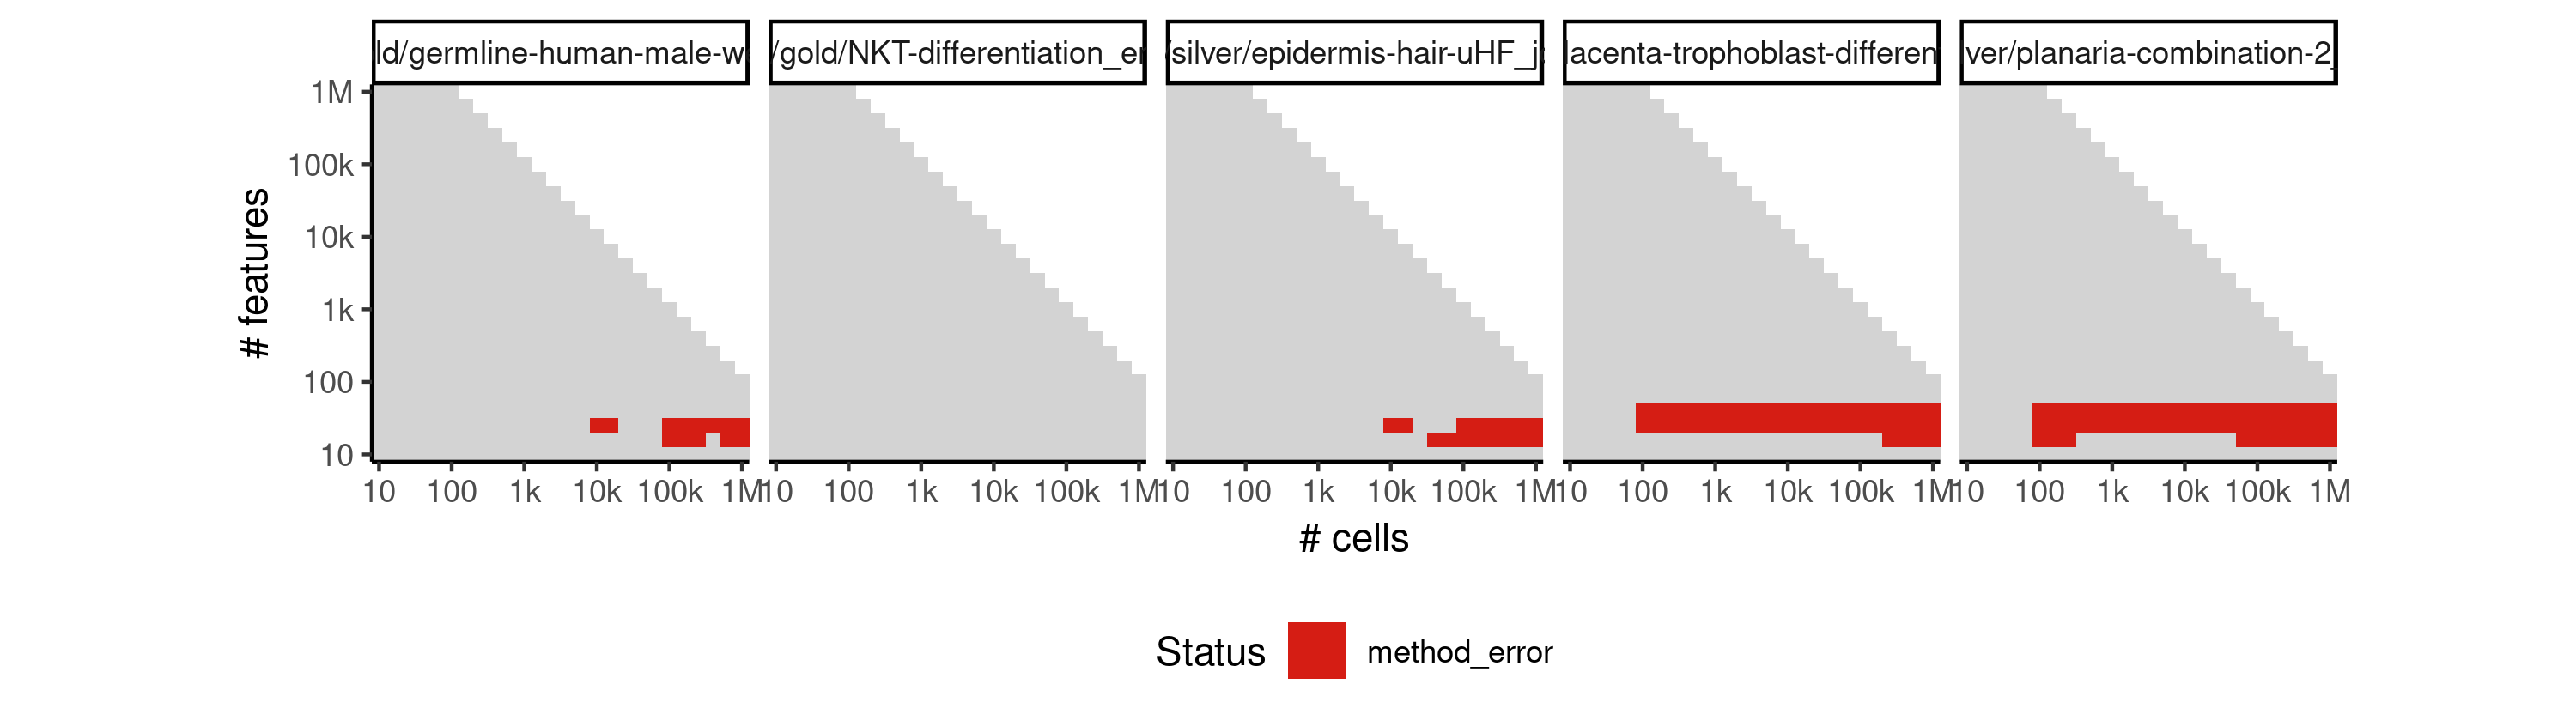 ld/germline-human-male-w
/gold/NKT-differentiation_e
/silver/epidermis-hair-uHF_j
lacenta-trophoblast-differen
ver/planaria-combination-2_
# features
1M
100k
10k
1k
100
10
10 100 1k 10k 100k 1M
10 100 1k 10k 100k 1M
10 100 1k 10k 100k 1M
10 100 1k 10k 100k 1M
10 100 1k 10k 100k 1M
# cells
Status method_error